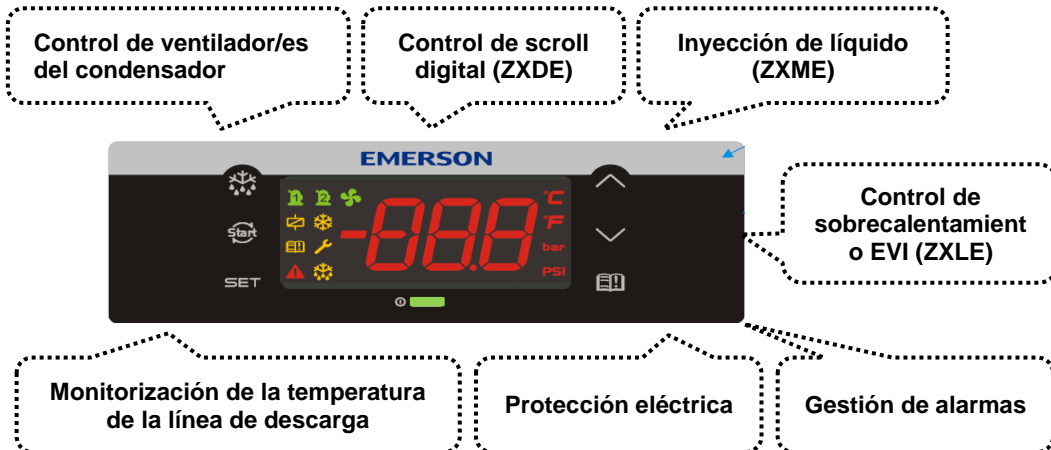 Control de ventilador/es
del condensador
Control de scroll
digital (ZXDE)
Inyección de líquido
(ZXME)
EMERSON
1 2
°C
°F
bar
PSI
-888
Start
SET
Control de
sobrecalentamient
o EVI (ZXLE)
Monitorización de la temperatura
de la línea de descarga
Protección eléctrica
Gestión de alarmas